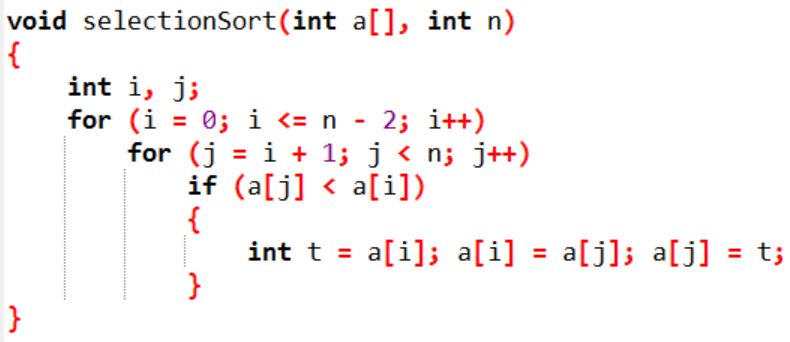 void selectionSort(int a[], int n)
{
    int i, j;
    for (i = 0; i <= n - 2; i++)
        for (j = i + 1; j < n; j++)
            if (a[j] < a[i])
            {
                int t = a[i]; a[i] = a[j]; a[j] = t;
            }
}